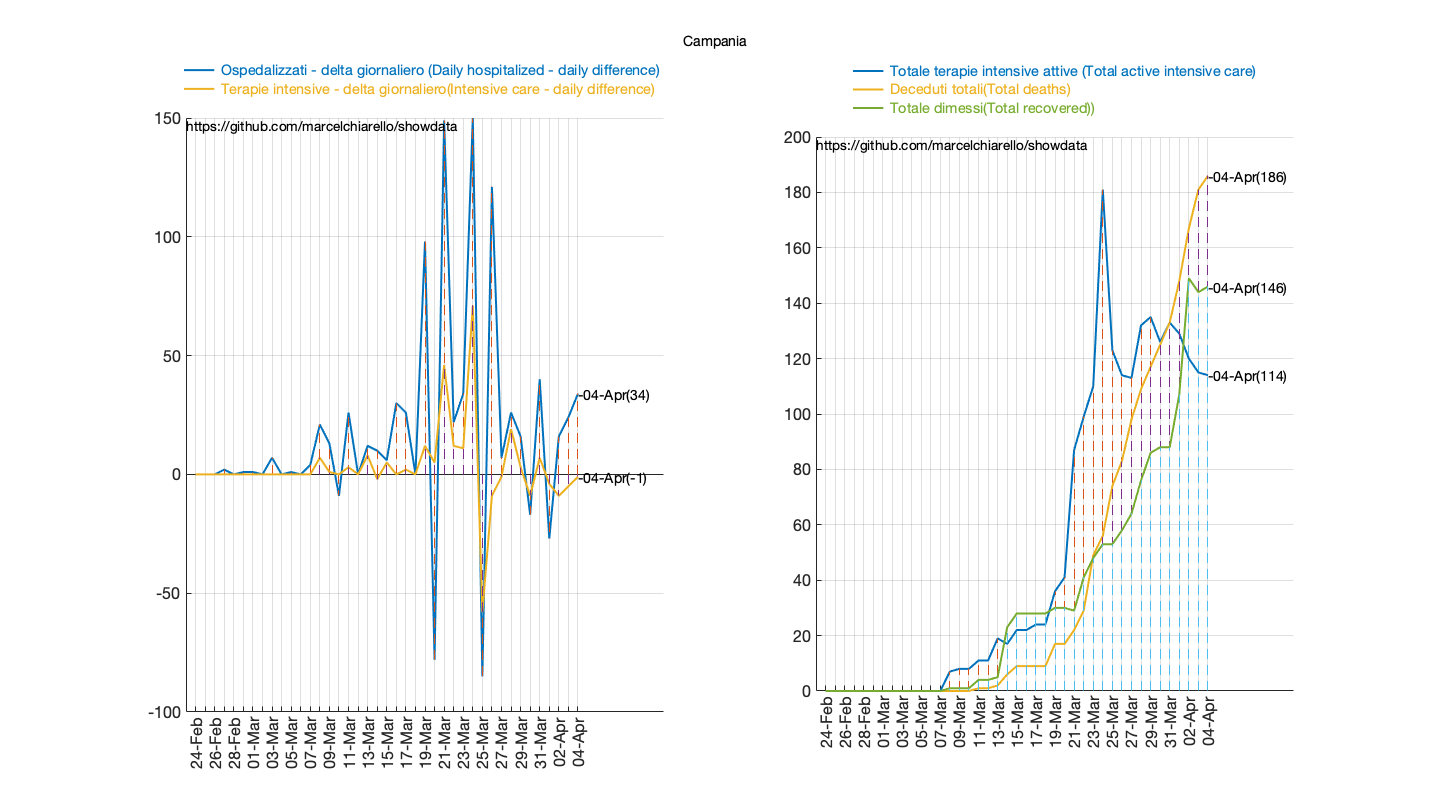 Campania
Ospedalizzati - delta giornaliero (Daily hospitalized - daily difference)
Terapie intensive - delta giornaliero(Intensive care - daily difference)
150
https://github.com/marcelchiarello/showdata
100
50
0
-50
-100
-04-Apr(34)
-04-Apr(-1)
24-Feb
26-Feb
28-Feb
01-Mar
03-Mar
05-Mar
07-Mar
09-Mar
11-Mar
13-Mar
15-Mar
17-Mar
19-Mar
21-Mar
23-Mar
25-Mar
27-Mar
29-Mar
31-Mar
02-Apr
04-Apr
Totale terapie intensive attive (Total active intensive care)
Deceduti totali(Total deaths)
Totale dimessi(Total recovered))
200
https://github.com/marcelchiarello/showdata
180
160
140
120
100
80
60
40
20
0
-04-Apr(186)
-04-Apr(146)
-04-Apr(114)
24-Feb
26-Feb
28-Feb
01-Mar
03-Mar
05-Mar
07-Mar
09-Mar
11-Mar
13-Mar
15-Mar
17-Mar
19-Mar
21-Mar
23-Mar
25-Mar
27-Mar
29-Mar
31-Mar
02-Apr
04-Apr